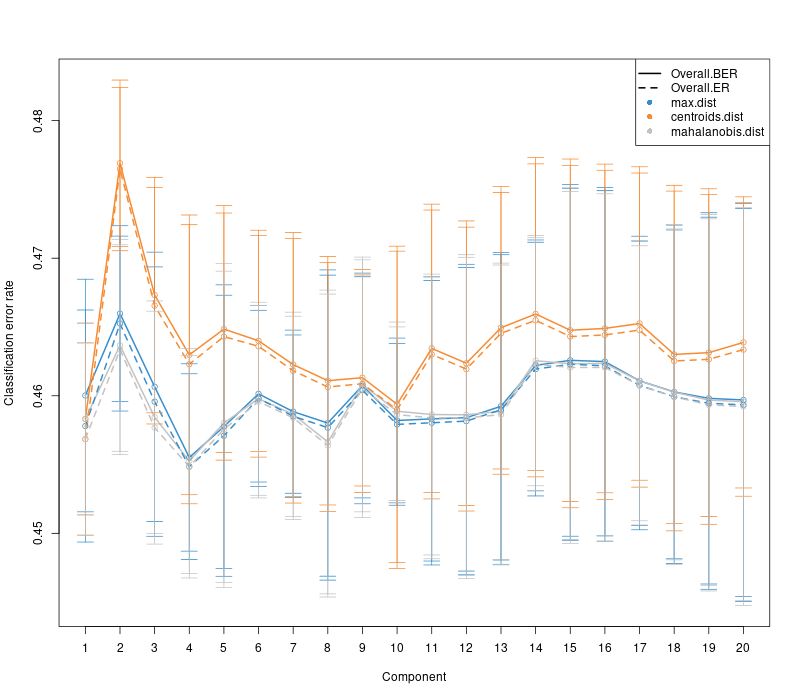 Overall.BER
Overall.ER
max.dist
centroids.dist
mahalanobis.dist
Classification error rate
0.48
0.47
0.46
0.45
1 2 3 4 5 6 7 8 9 10 11 12 13 14 15 16 17 18 19 20
Component